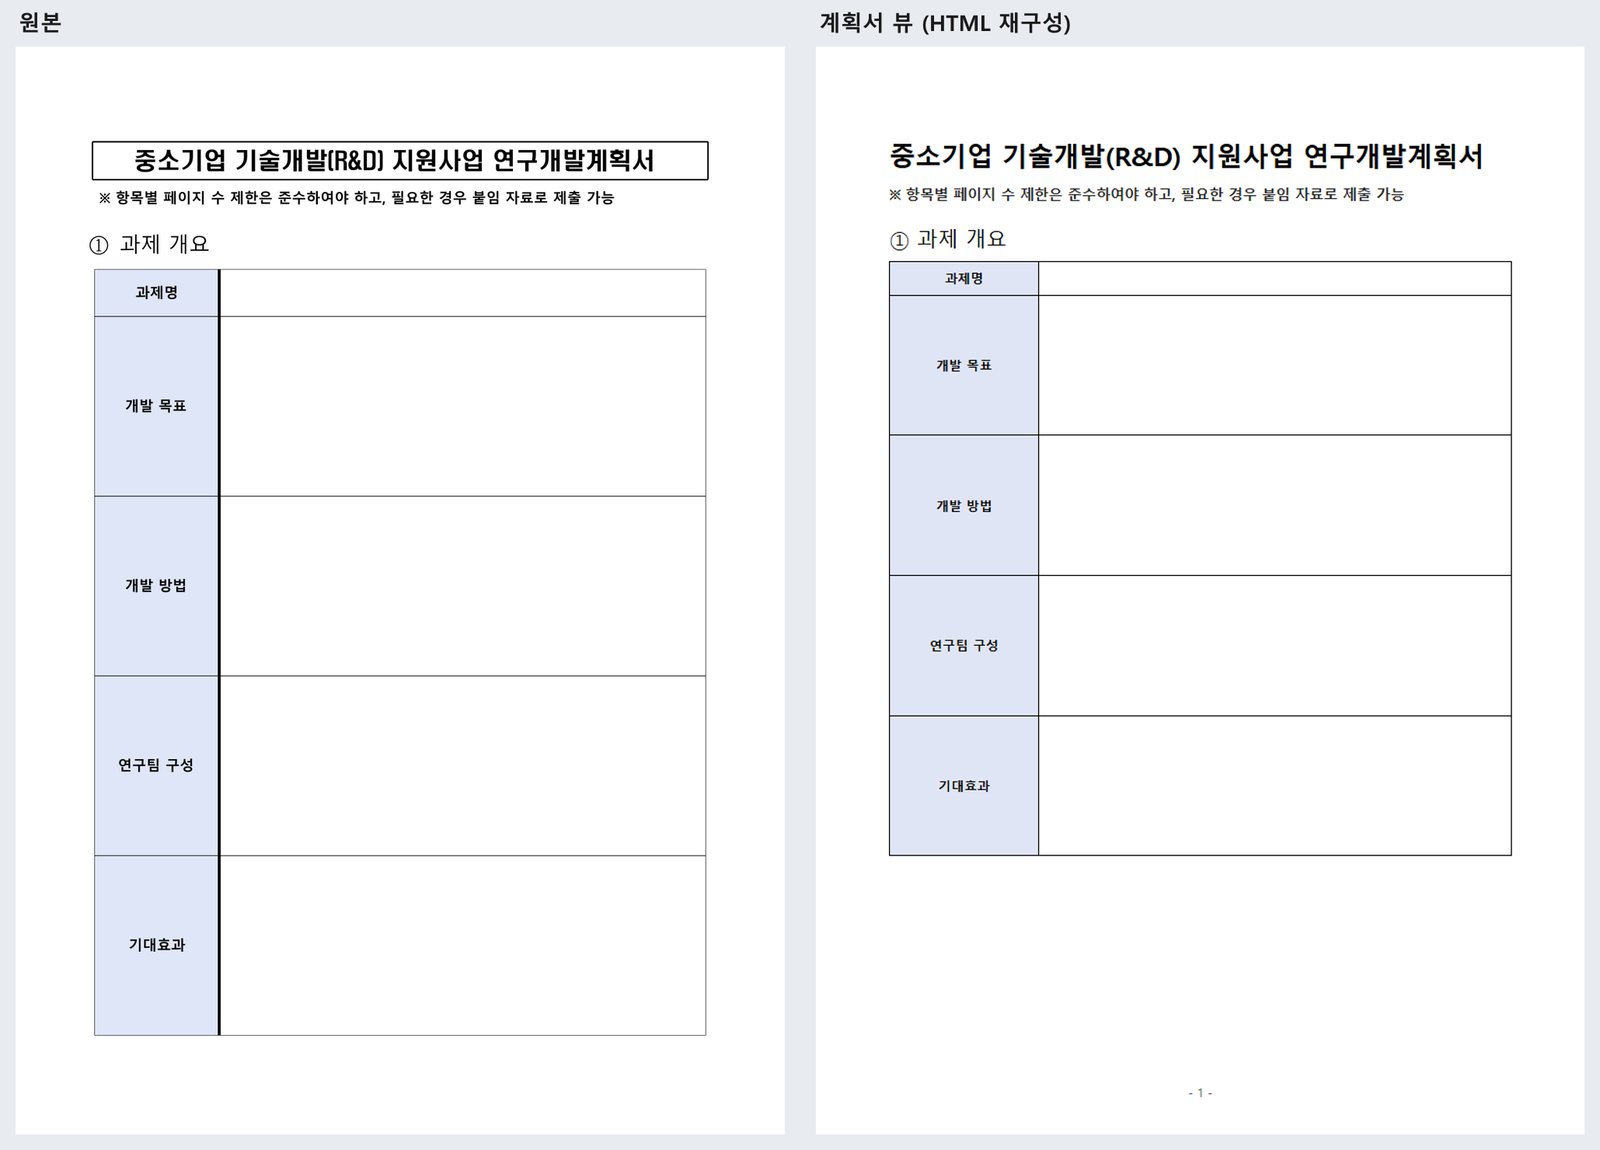 원본
중소기업 기술개발(R&D) 지원사업 연구개발계획서
※ 항목별 페이지 수 제한은 준수하여야 하고, 필요한 경우 붙임 자료로 제출 가능
① 과제 개요
과제명
개발 목표
개발 방법
연구팀 구성
기대효과
계획서 뷰 (HTML 재구성)
중소기업 기술개발(R&D) 지원사업 연구개발계획서
※ 항목별 페이지 수 제한은 준수하여야 하고, 필요한 경우 붙임 자료로 제출 가능
① 과제 개요
과제명
개발 목표
개발 방법
연구팀 구성
기대효과
- 1 -